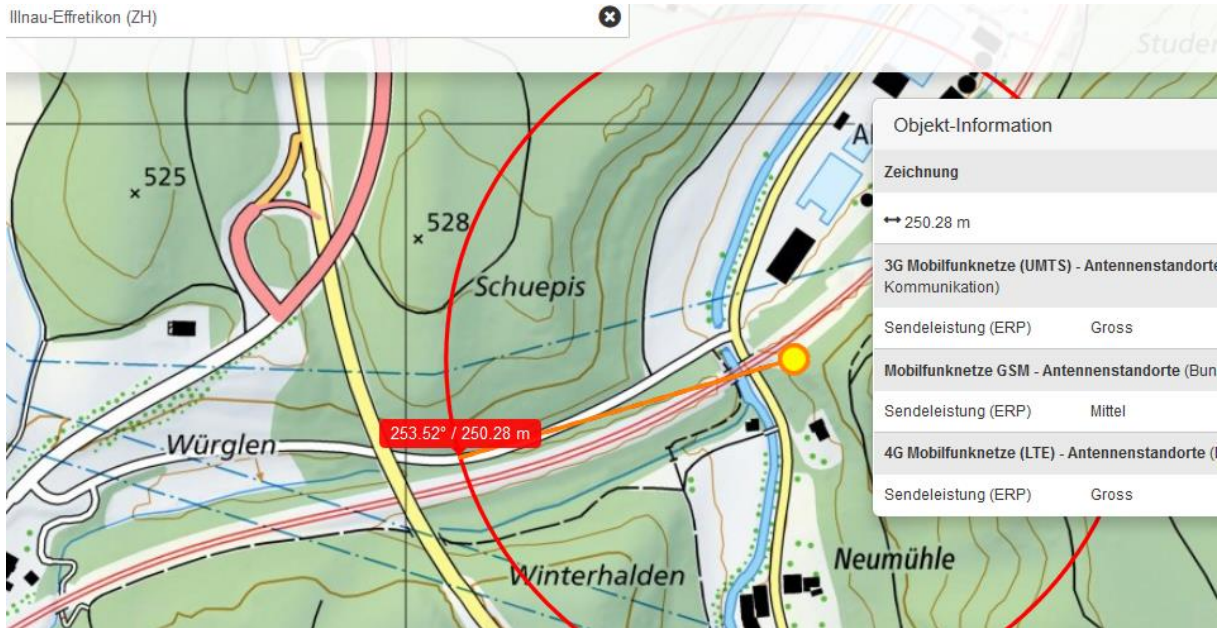 Illnau-Effretikon (ZH)
Studen
525
528
Schuepis
Würglen
253.52° / 250.28 m
Winterhalden
Neumühle
Objekt-Information
Zeichnung
250.28 m
3G Mobilfunknetze (UMTS) - Antennenstandorte
Kommunikation)
Sendeleistung (ERP) Gross
Mobilfunknetze GSM - Antennenstandorte (Bun
Sendeleistung (ERP) Mittel
4G Mobilfunknetze (LTE) - Antennenstandorte (
Sendeleistung (ERP) Gross